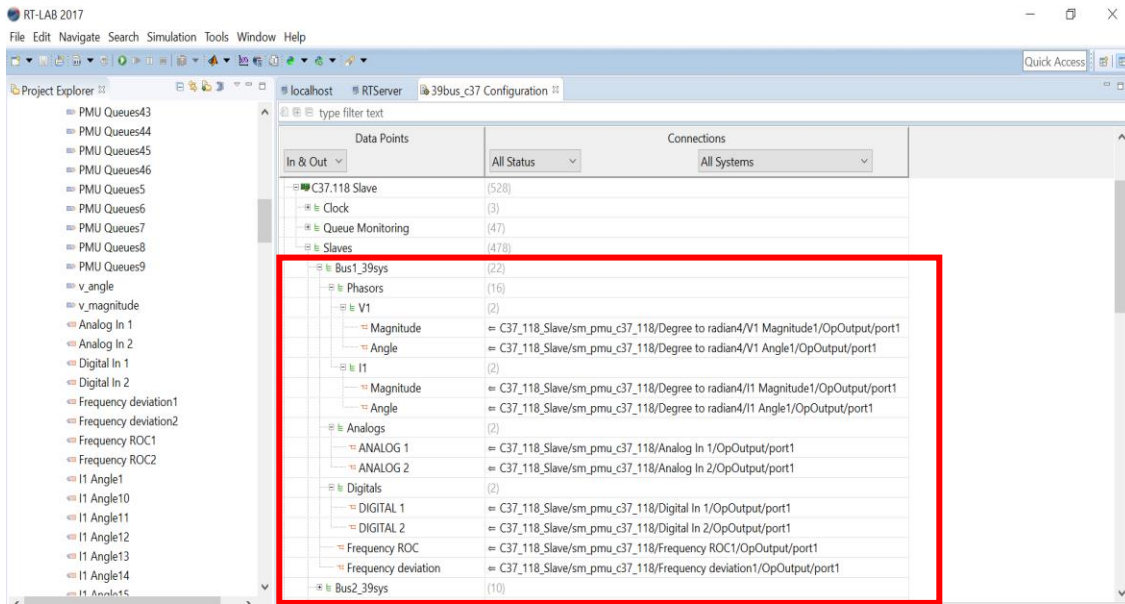 RT-LAB 2017
File Edit Navigate Search Simulation Tools Window Help
Quick Access
Project Explorer
PMU Queues43
PMU Queues44
PMU Queues45
PMU Queues46
PMU Queues5
PMU Queues6
PMU Queues7
PMU Queues8
PMU Queues9
v_angle
v_magnitude
Analog In 1
Analog In 2
Digital In 1
Digital In 2
Frequency deviation1
Frequency deviation2
Frequency ROC1
Frequency ROC2
I1 Angle1
I1 Angle10
I1 Angle11
I1 Angle12
I1 Angle13
I1 Angle14
I1 Angle15
localhost RTServer 39bus_c37 Configuration
type filter text
Data Points Connections
In & Out All Status All Systems
C37.118 Slave (528)
Clock (3)
Queue Monitoring (47)
Slaves (478)
Bus1_39sys (22)
Phasors (16)
V1 (2)
Magnitude ⇐ C37_118_Slave/sm_pmu_c37_118/Degree to radian4/V1 Magnitude1/OpOutput/port1
Angle ⇐ C37_118_Slave/sm_pmu_c37_118/Degree to radian4/V1 Angle1/OpOutput/port1
I1 (2)
Magnitude ⇐ C37_118_Slave/sm_pmu_c37_118/Degree to radian4/I1 Magnitude1/OpOutput/port1
Angle ⇐ C37_118_Slave/sm_pmu_c37_118/Degree to radian4/I1 Angle1/OpOutput/port1
Analogs (2)
ANALOG 1 ⇐ C37_118_Slave/sm_pmu_c37_118/Analog In 1/OpOutput/port1
ANALOG 2 ⇐ C37_118_Slave/sm_pmu_c37_118/Analog In 2/OpOutput/port1
Digitals (2)
DIGITAL 1 ⇐ C37_118_Slave/sm_pmu_c37_118/Digital In 1/OpOutput/port1
DIGITAL 2 ⇐ C37_118_Slave/sm_pmu_c37_118/Digital In 2/OpOutput/port1
Frequency ROC ⇐ C37_118_Slave/sm_pmu_c37_118/Frequency ROC1/OpOutput/port1
Frequency deviation ⇐ C37_118_Slave/sm_pmu_c37_118/Frequency deviation1/OpOutput/port1
Bus2_39sys (10)